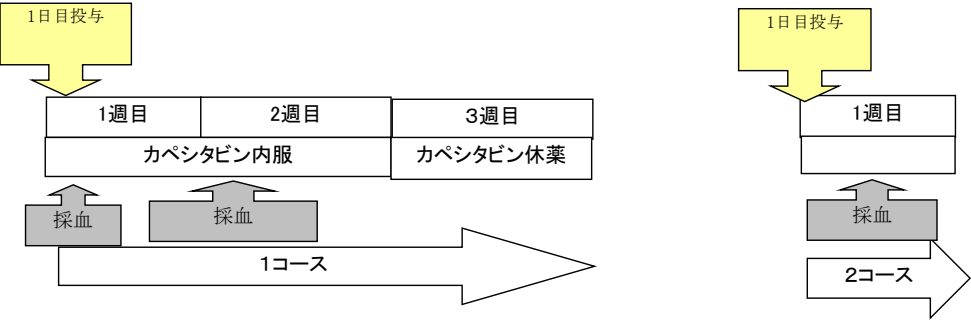 1日目投与
1日目投与
1週目
2週目
3週目
1週目
カペシタビン内服
カペシタビン休薬
採血
採血
採血
1コース
2コース